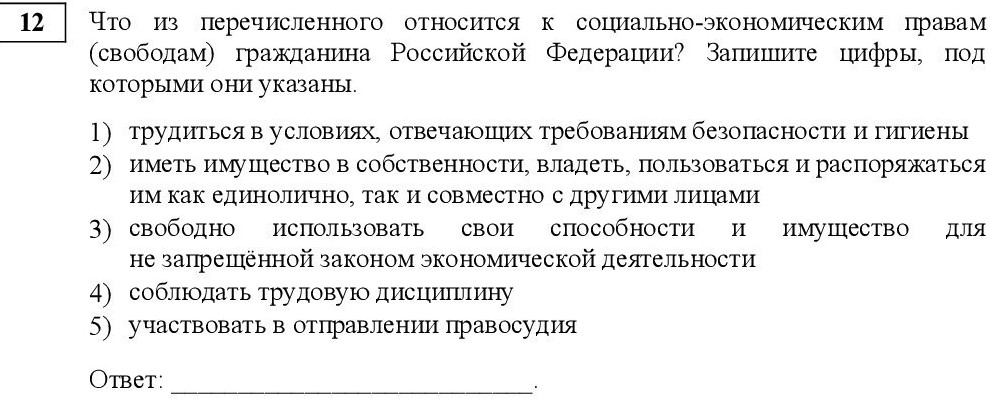 12 Что из перечисленного относится к социально-экономическим правам
(свободам) гражданина Российской Федерации? Запишите цифры, под
которыми они указаны.
1) трудиться в условиях, отвечающих требованиям безопасности и гигиены
2) иметь имущество в собственности, владеть, пользоваться и распоряжаться
им как единолично, так и совместно с другими лицами
3) свободно использовать свои способности и имущество для
не запрещённой законом экономической деятельности
4) соблюдать трудовую дисциплину
5) участвовать в отправлении правосудия
Ответ: ___________________________.